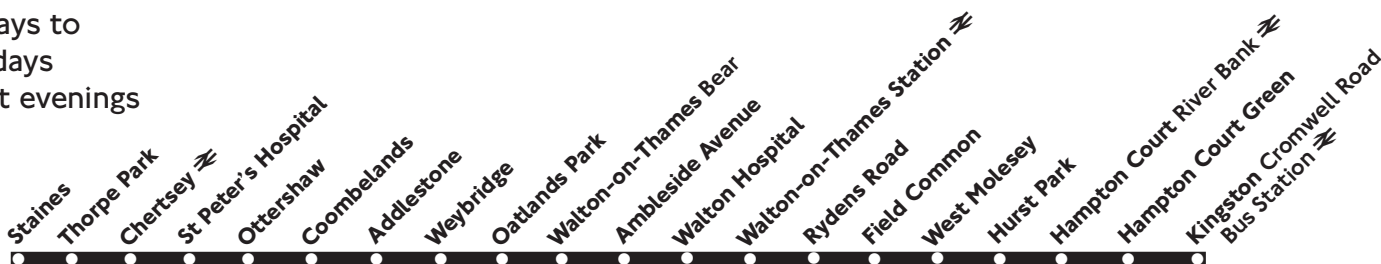 ays to
days
t evenings
Staines
Thorpe Park
Chertsey
St Peter's Hospital
Ottershaw
Coombelands
Addlestone
Weybridge
Oatlands Park
Walton-on-Thames Bear
Ambleside Avenue
Walton Hospital
Walton-on-Thames Station
Rydens Road
Field Common
West Molesey
Hurst Park
Hampton Court River Bank
Hampton Court Green
Kingston Cromwell Road
Bus Station